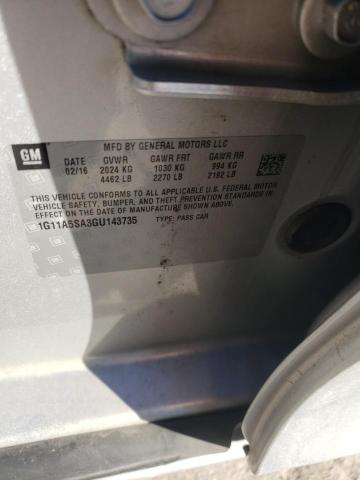 GM
MFD BY GENERAL MOTORS LLC
DATE GVWR GAWR FRT GAWR RR
02/16 2024 KG 1030 KG 994 KG
4462 LB 2270 LB 2192 LB
THIS VEHICLE CONFORMS TO ALL APPLICABLE U.S. FEDERAL MOTOR
VEHICLE SAFETY, BUMPER, AND THEFT PREVENTION STANDARDS IN
EFFECT ON THE DATE OF MANUFACTURE SHOWN ABOVE.
1G11A5SA3GU143735 TYPE: PASS CAR